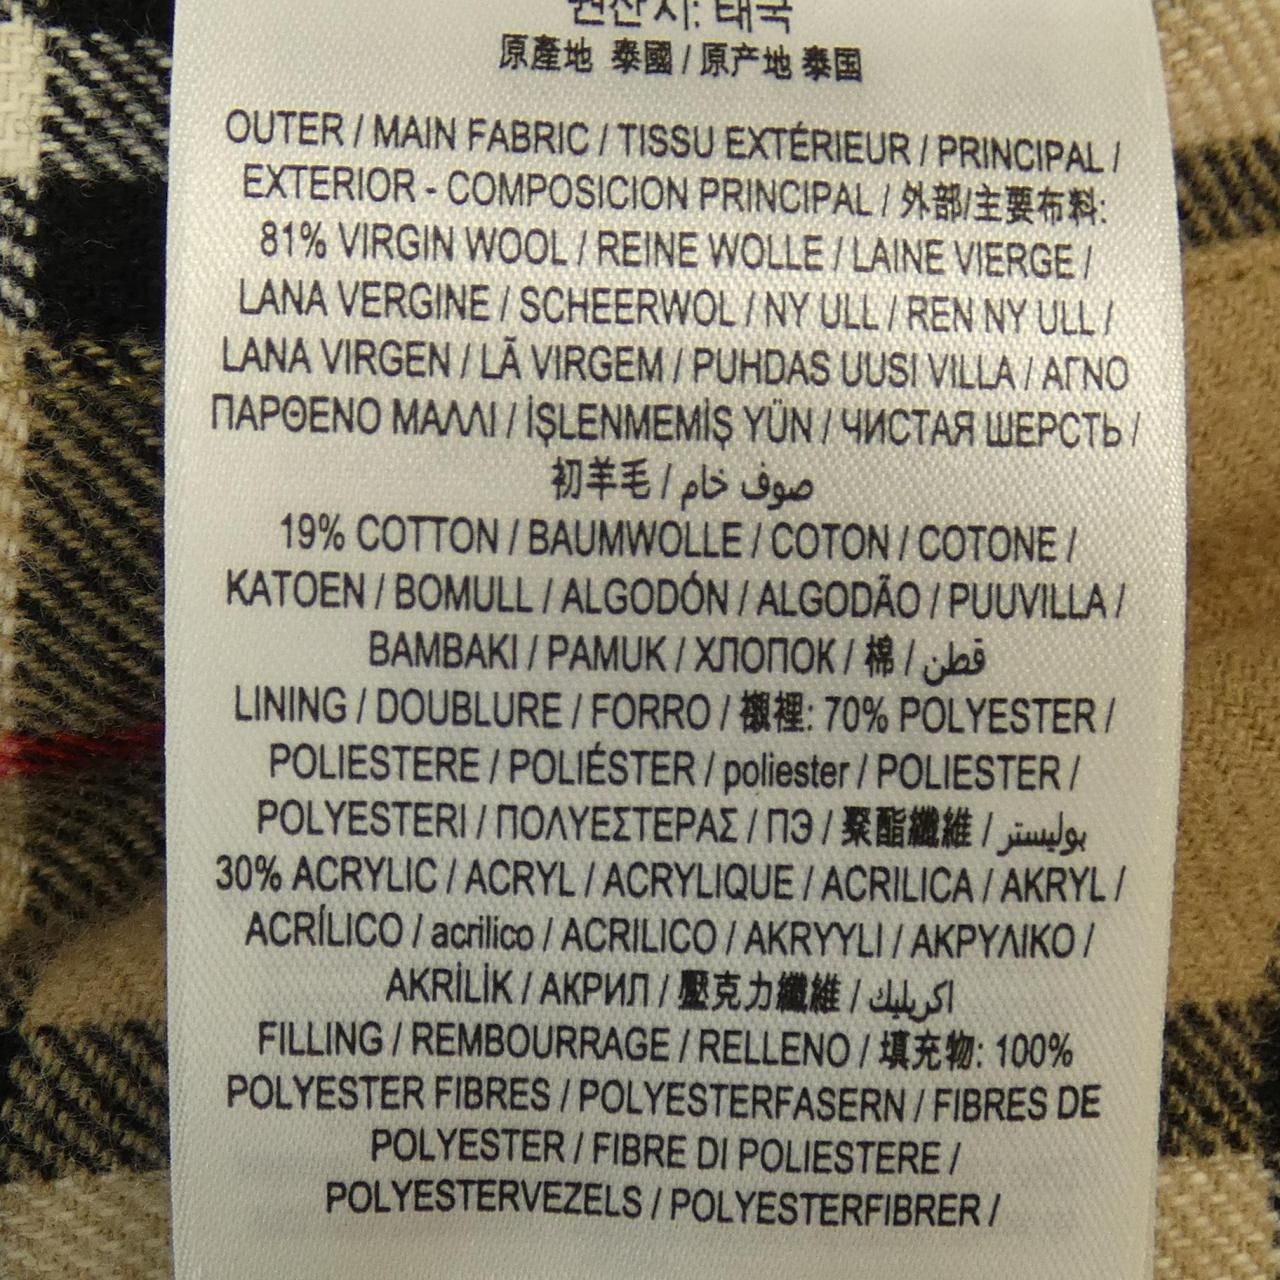 원산지: 태국
原產地 泰國 / 原产地 泰国
OUTER / MAIN FABRIC / TISSU EXTÉRIEUR / PRINCIPAL /
EXTERIOR - COMPOSICION PRINCIPAL / 外部/主要布料:
81% VIRGIN WOOL / REINE WOLLE / LAINE VIERGE /
LANA VERGINE / SCHEERWOL / NY ULL / REN NY ULL /
LANA VIRGEN / LÃ VIRGEM / PUHDAS UUSI VILLA / ΑΓΝΟ
ΠΑΡΘΕΝΟ ΜΑΛΛΙ / İŞLENMEMİŞ YÜN / ЧИСТАЯ ШЕРСТЬ /
初羊毛 / صوف خام
19% COTTON / BAUMWOLLE / COTON / COTONE /
KATOEN / BOMULL / ALGODÓN / ALGODÃO / PUUVILLA /
BAMBAKI / PAMUK / ХЛОПОК / 棉 / قطن
LINING / DOUBLURE / FORRO / 襯裡: 70% POLYESTER /
POLIESTERE / POLIÉSTER / poliester / POLIESTER /
POLYESTERI / ΠΟΛΥΕΣΤΕΡΑΣ / ПЭ / 聚酯纖維 / بوليستر
30% ACRYLIC / ACRYL / ACRYLIQUE / ACRILICA / AKRYL /
ACRÍLICO / acrilico / ACRILICO / AKRYYLI / ΑΚΡΥΛΙΚΟ /
AKRİLİK / АКРИЛ / 壓克力纖維 / اكريليك
FILLING / REMBOURRAGE / RELLENO / 填充物: 100%
POLYESTER FIBRES / POLYESTERFASERN / FIBRES DE
POLYESTER / FIBRE DI POLIESTERE /
POLYESTERVEZELS / POLYESTERFIBRER /